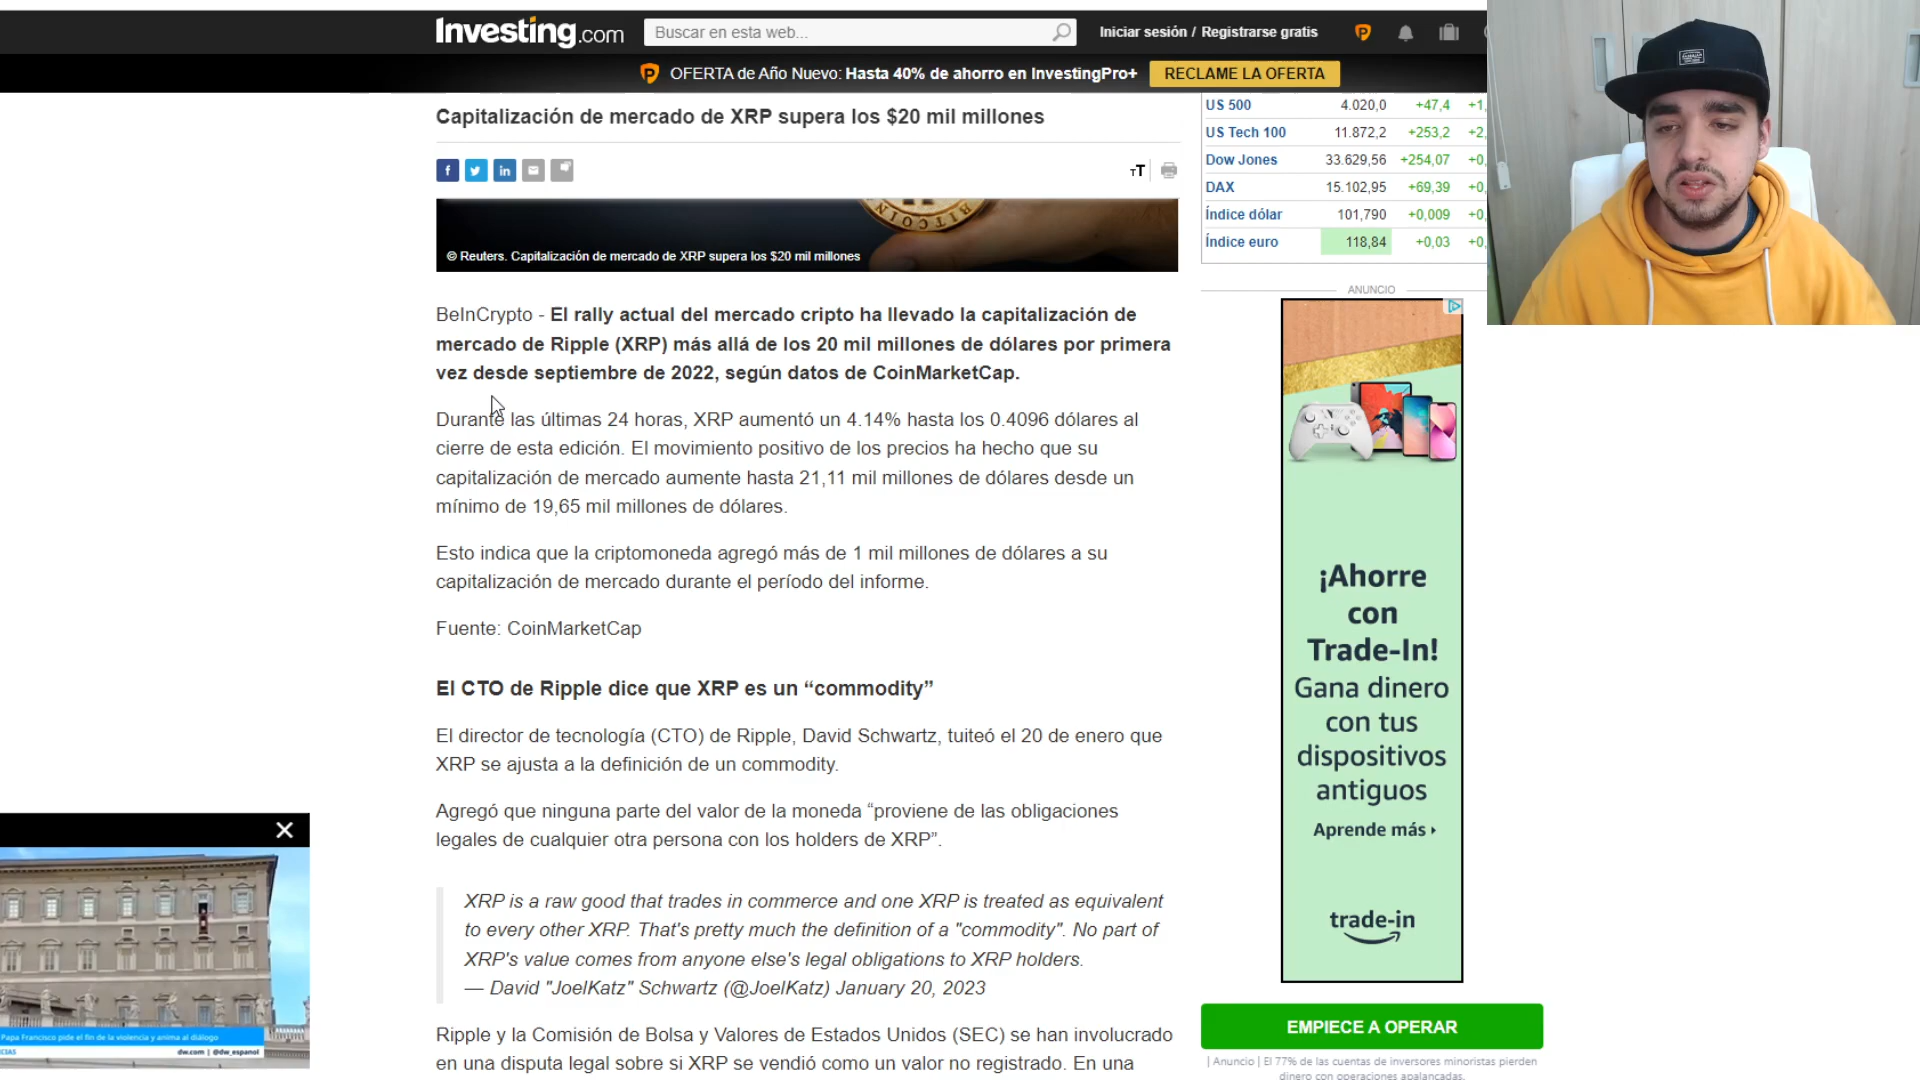 Investing.com
Buscar en esta web...
Iniciar sesión / Registrarse gratis
OFERTA de Año Nuevo: Hasta 40% de ahorro en InvestingPro+
RECLAME LA OFERTA
Capitalización de mercado de XRP supera los $20 mil millones
BITCOIN
© Reuters. Capitalización de mercado de XRP supera los $20 mil millones
BeInCrypto - El rally actual del mercado cripto ha llevado la capitalización de
mercado de Ripple (XRP) más allá de los 20 mil millones de dólares por primera
vez desde septiembre de 2022, según datos de CoinMarketCap.
Durante las últimas 24 horas, XRP aumentó un 4.14% hasta los 0.4096 dólares al
cierre de esta edición. El movimiento positivo de los precios ha hecho que su
capitalización de mercado aumente hasta 21,11 mil millones de dólares desde un
mínimo de 19,65 mil millones de dólares.
Esto indica que la criptomoneda agregó más de 1 mil millones de dólares a su
capitalización de mercado durante el período del informe.
Fuente: CoinMarketCap
El CTO de Ripple dice que XRP es un “commodity”
El director de tecnología (CTO) de Ripple, David Schwartz, tuiteó el 20 de enero que
XRP se ajusta a la definición de un commodity.
Agregó que ninguna parte del valor de la moneda “proviene de las obligaciones
legales de cualquier otra persona con los holders de XRP”.
XRP is a raw good that trades in commerce and one XRP is treated as equivalent
to every other XRP. That's pretty much the definition of a "commodity". No part of
XRP's value comes from anyone else's legal obligations to XRP holders.
— David "JoelKatz" Schwartz (@JoelKatz) January 20, 2023
Ripple y la Comisión de Bolsa y Valores de Estados Unidos (SEC) se han involucrado
en una disputa legal sobre si XRP se vendió como un valor no registrado. En una
US 500 4.020,0 +47,4 +1,
US Tech 100 11.872,2 +253,2 +2,
Dow Jones 33.629,56 +254,07 +0,
DAX 15.102,95 +69,39 +0,
Índice dólar 101,790 +0,009 +0,
Índice euro 118,84 +0,03 +0,
ANUNCIO
¡Ahorre
con
Trade-In!
Gana dinero
con tus
dispositivos
antiguos
Aprende más
trade-in
EMPIECE A OPERAR
| Anuncio | El 77% de las cuentas de inversores minoristas pierden
dinero con operaciones apalancadas.
Papa Francisco pide el fin de la violencia y anima al diálogo
CIAS
dw.com | @dw_espanol